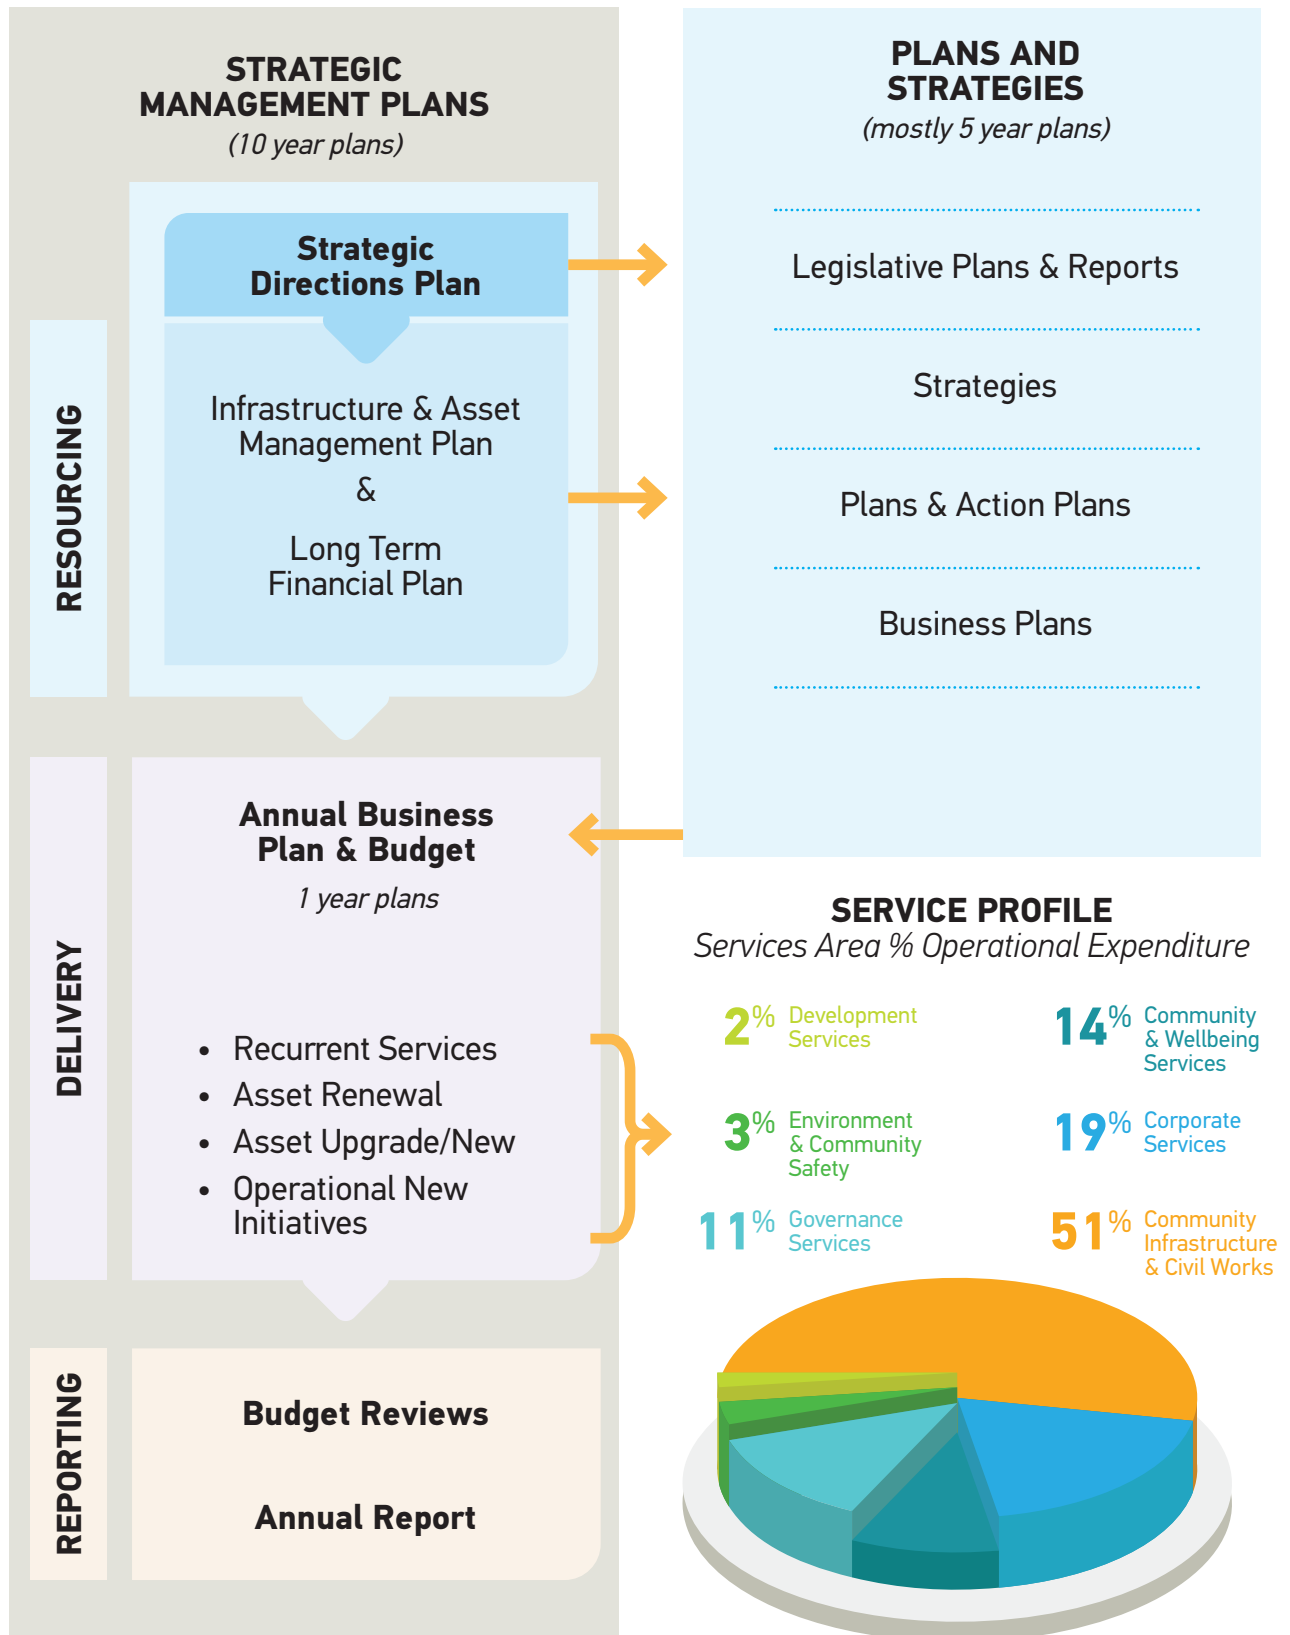 STRATEGIC
MANAGEMENT PLANS
(10 year plans)
Strategic
Directions Plan
RESOURCING
Infrastructure & Asset
Management Plan
&
Long Term
Financial Plan
DELIVERY
Annual Business
Plan & Budget
1 year plans
• Recurrent Services
• Asset Renewal
• Asset Upgrade/New
• Operational New
Initiatives
REPORTING
Budget Reviews
Annual Report
PLANS AND
STRATEGIES
(mostly 5 year plans)
Legislative Plans & Reports
Strategies
Plans & Action Plans
Business Plans
SERVICE PROFILE
Services Area % Operational Expenditure
2% Development
Services
14% Community
& Wellbeing
Services
3% Environment
& Community
Safety
19% Corporate
Services
11% Governance
Services
51% Community
Infrastructure
& Civil Works